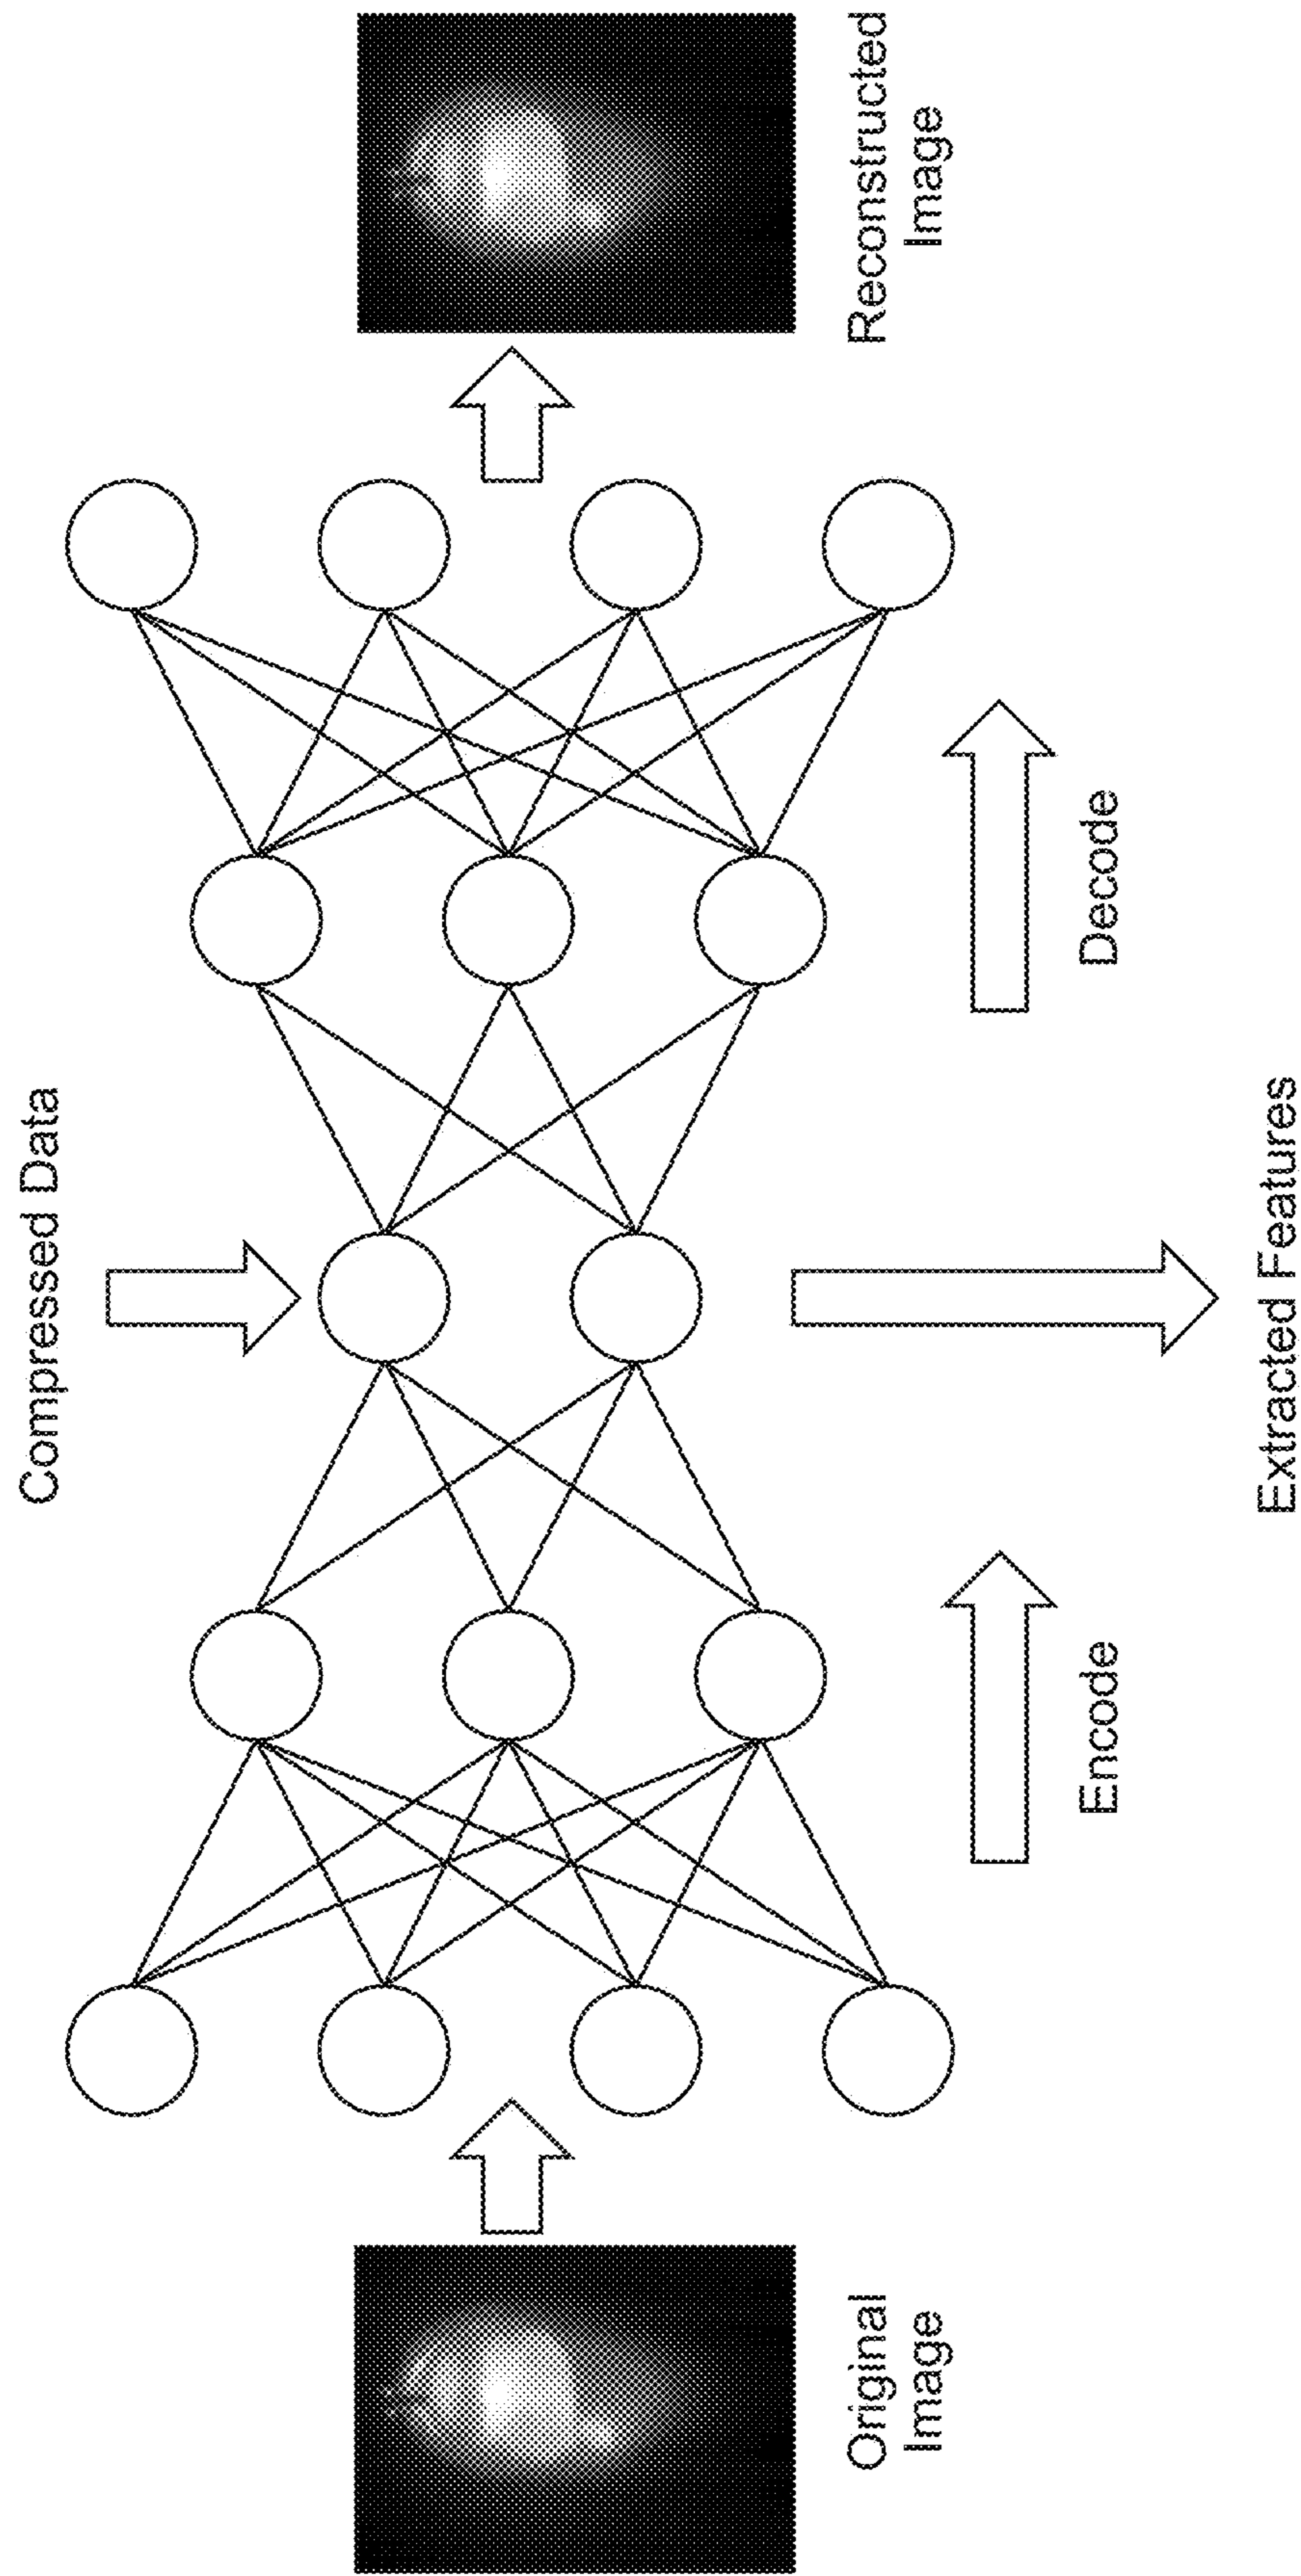 Compressed Data
Original
Image
Encode
Decode
Reconstructed
Image
Extracted Features